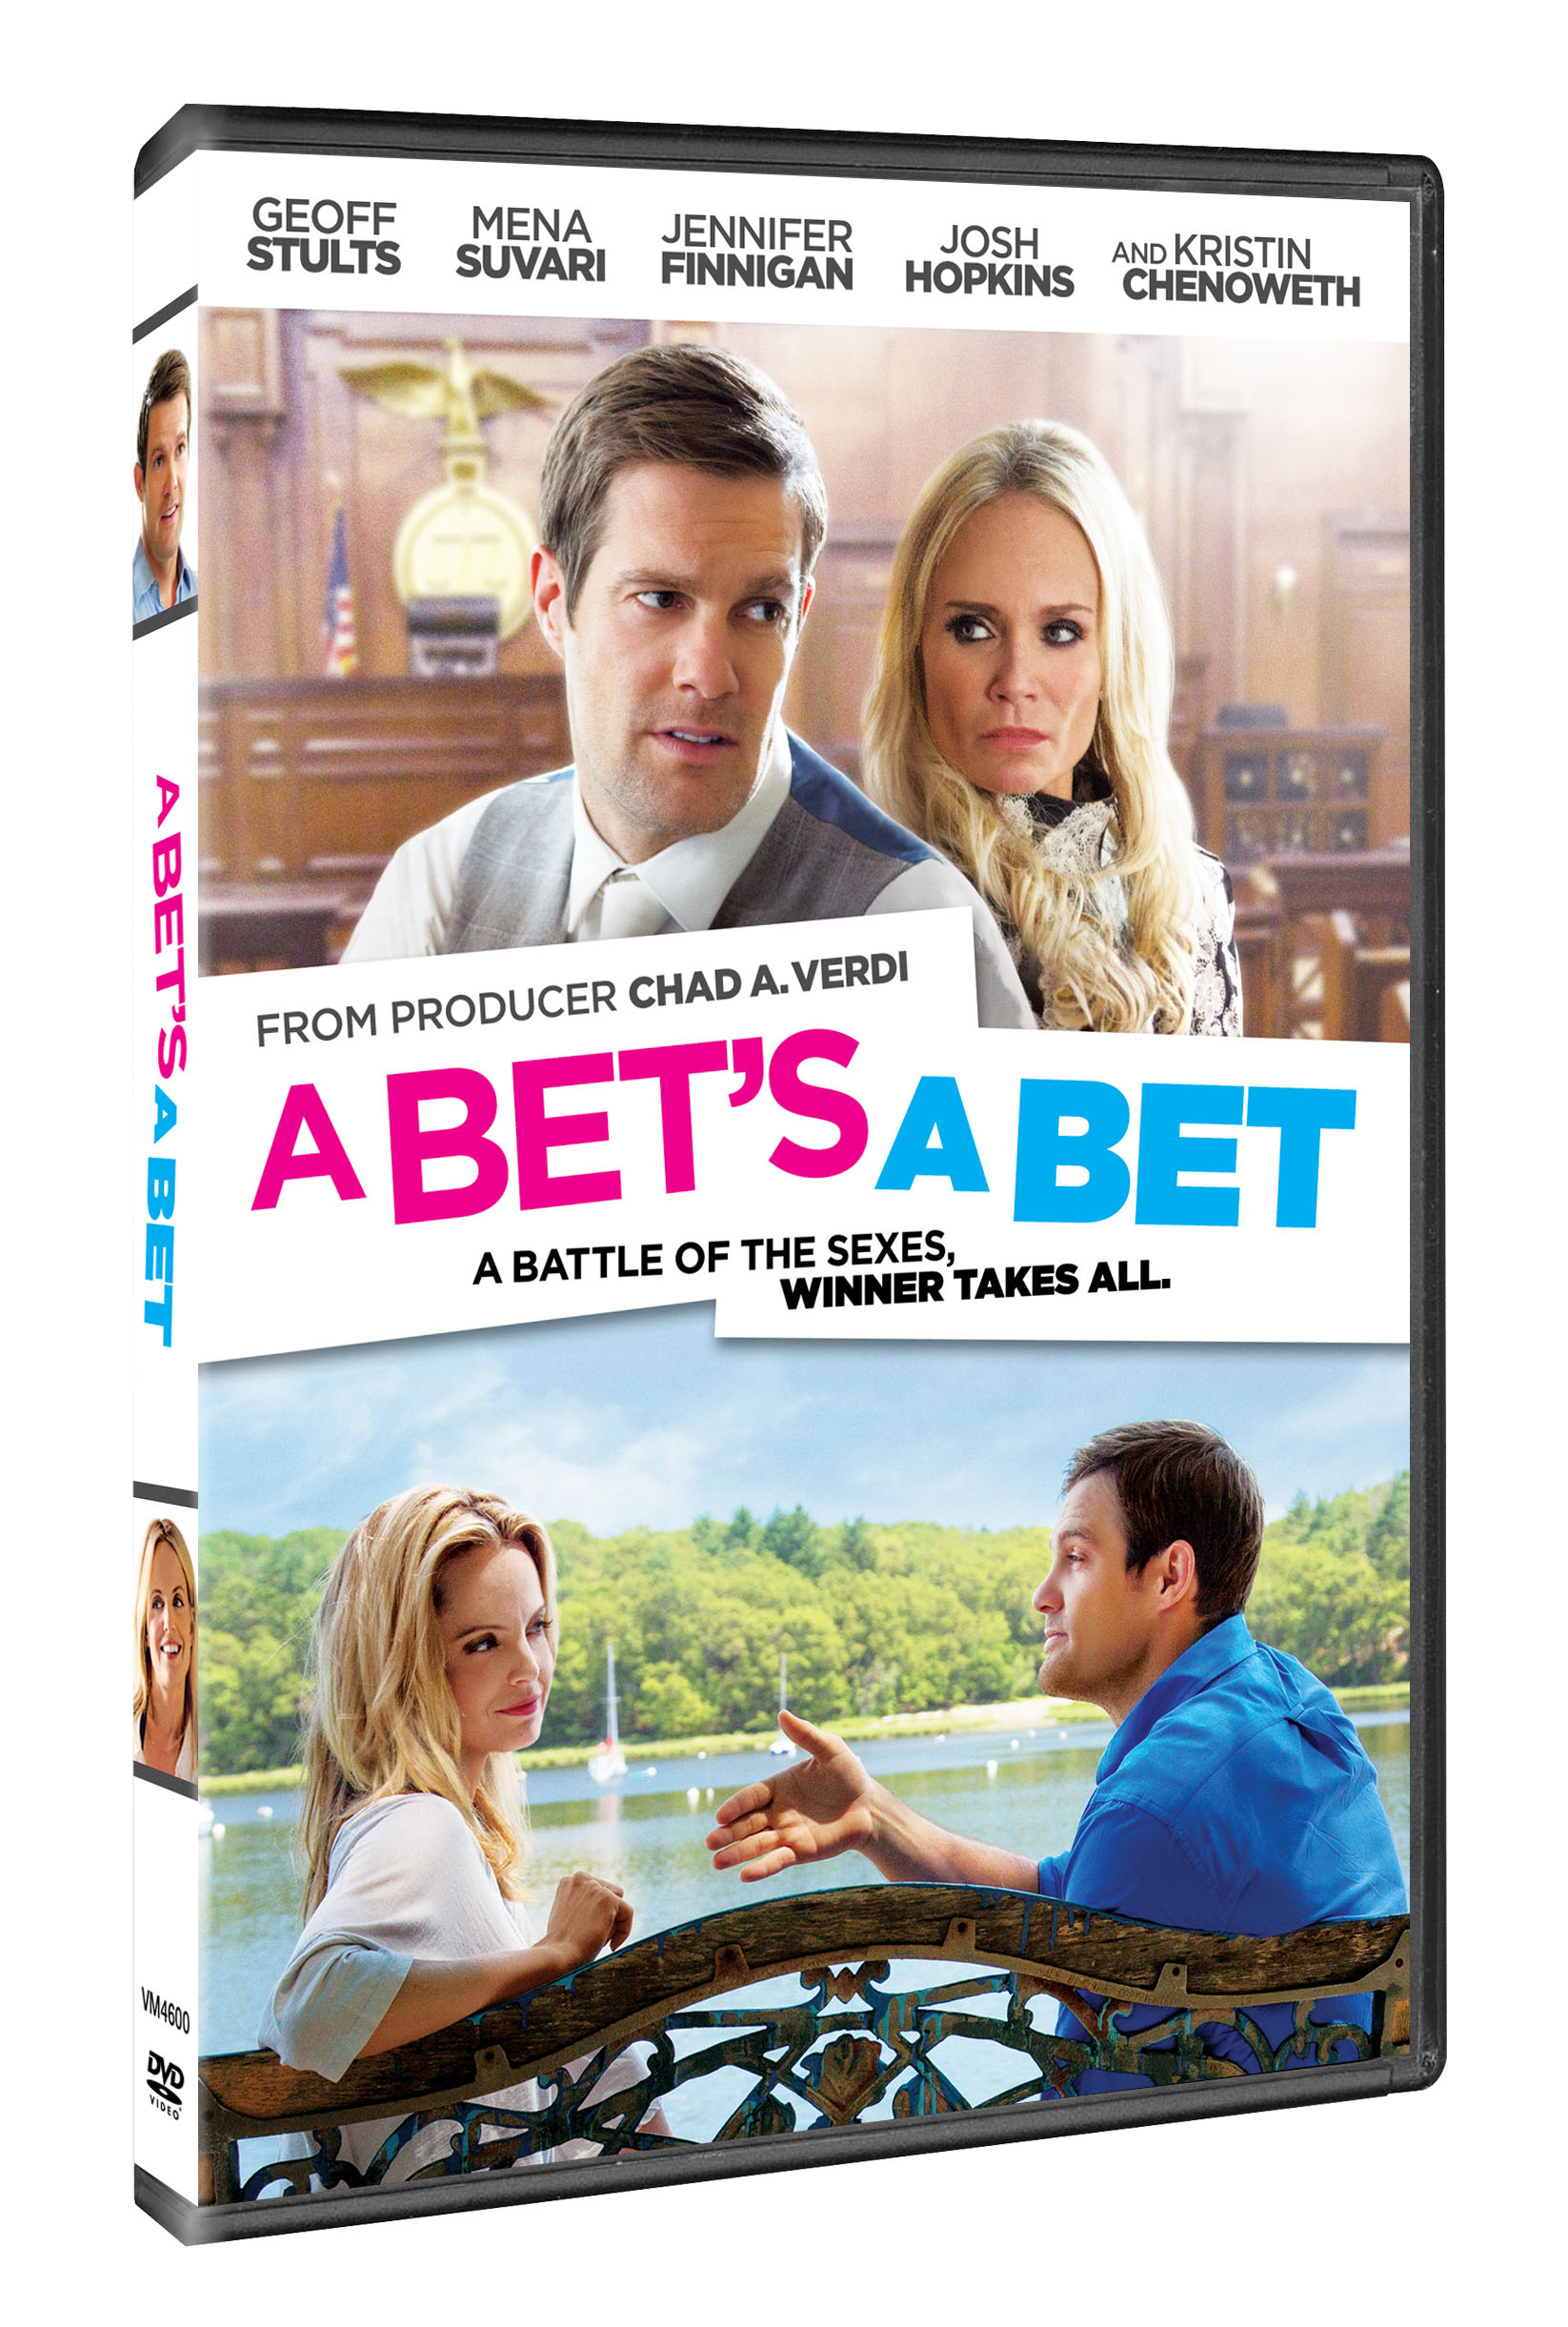 GEOFF STULTS
MENA SUVARI
JENNIFER FINNIGAN
JOSH HOPKINS
AND KRISTIN CHENOWETH
FROM PRODUCER CHAD A. VERDI
A BET'S A BET
A BATTLE OF THE SEXES,
WINNER TAKES ALL.
A BET'S A BET
VM4600
DVD
VIDEO